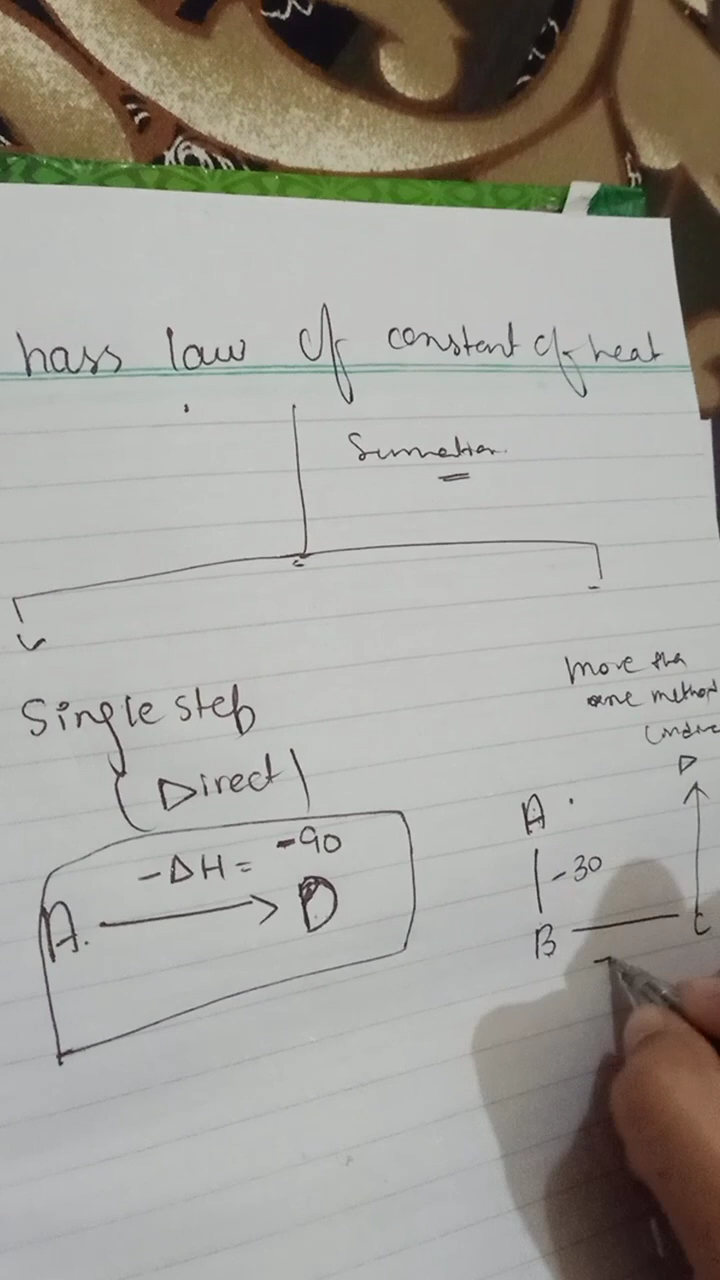 hass law of constant of heat
Summation
Single step
(Direct)
-ΔH = -90
A. → D
More tha
one method
D
A
-30
B
C